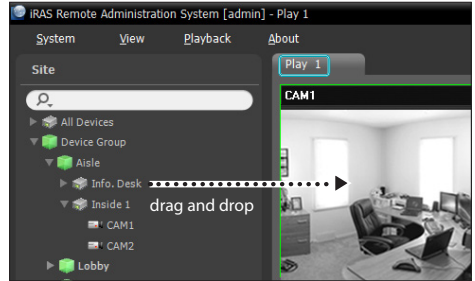 iRAS Remote Administration System [admin] - Play 1
System View Playback About
Site
Play 1
CAM1
All Devices
Device Group
Aisle
Info. Desk
drag and drop
Inside 1
CAM1
CAM2
Lobby